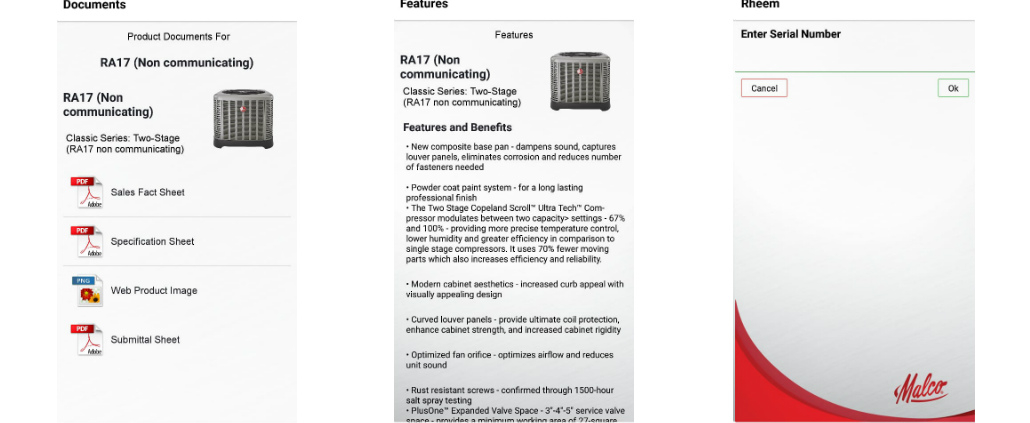 Documents
Product Documents For
RA17 (Non communicating)
RA17 (Non
communicating)
Classic Series: Two-Stage
(RA17 non communicating)
PDF
Adobe
Sales Fact Sheet
PDF
Adobe
Specification Sheet
PNG
Web Product Image
PDF
Adobe
Submittal Sheet
Features
Features
RA17 (Non
communicating)
Classic Series: Two-Stage
(RA17 non communicating)
Features and Benefits
• New composite base pan - dampens sound, captures
louver panels, eliminates corrosion and reduces number
of fasteners needed
• Powder coat paint system - for a long lasting
professional finish
• The Two Stage Copeland Scroll™ Ultra Tech™ Com-
pressor modulates between two capacity> settings - 67%
and 100% - providing more precise temperature control,
lower humidity and greater efficiency in comparison to
single stage compressors. It uses 70% fewer moving
parts which also increases efficiency and reliability.
• Modern cabinet aesthetics - increased curb appeal with
visually appealing design
• Curved louver panels - provide ultimate coil protection,
enhance cabinet strength, and increased cabinet rigidity
• Optimized fan orifice - optimizes airflow and reduces
unit sound
• Rust resistant screws - confirmed through 1500-hour
salt spray testing
• PlusOne™ Expanded Valve Space - 3"-4"-5" service valve
space - provides a minimum working area of 27-square
Rheem
Enter Serial Number
Cancel
Ok
Malco